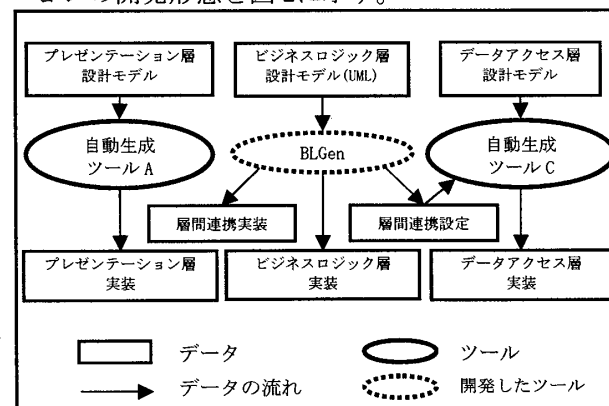 プレゼンテーション層
設計モデル
ビジネスロジック層
設計モデル(UML)
データアクセス層
設計モデル
自動生成
ツール A
BLGen
自動生成
ツール C
層間連携実装
層間連携設定
プレゼンテーション層
実装
ビジネスロジック層
実装
データアクセス層
実装
データ
ツール
データの流れ
開発したツール